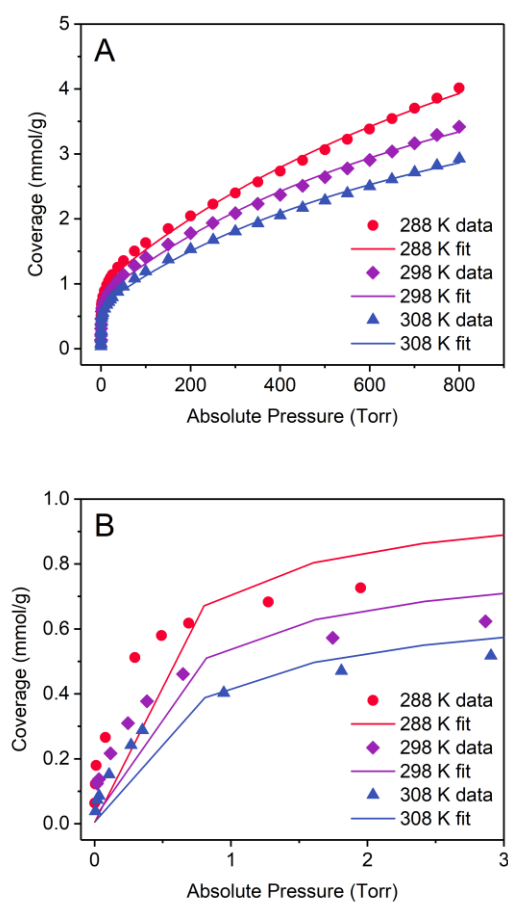 A
5
4
3
2
1
0
Coverage (mmol/g)
288 K data
288 K fit
298 K data
298 K fit
308 K data
308 K fit
0 200 400 600 800
Absolute Pressure (Torr)
B
1.0
0.8
0.6
0.4
0.2
0.0
Coverage (mmol/g)
288 K data
288 K fit
298 K data
298 K fit
308 K data
308 K fit
0 1 2 3
Absolute Pressure (Torr)